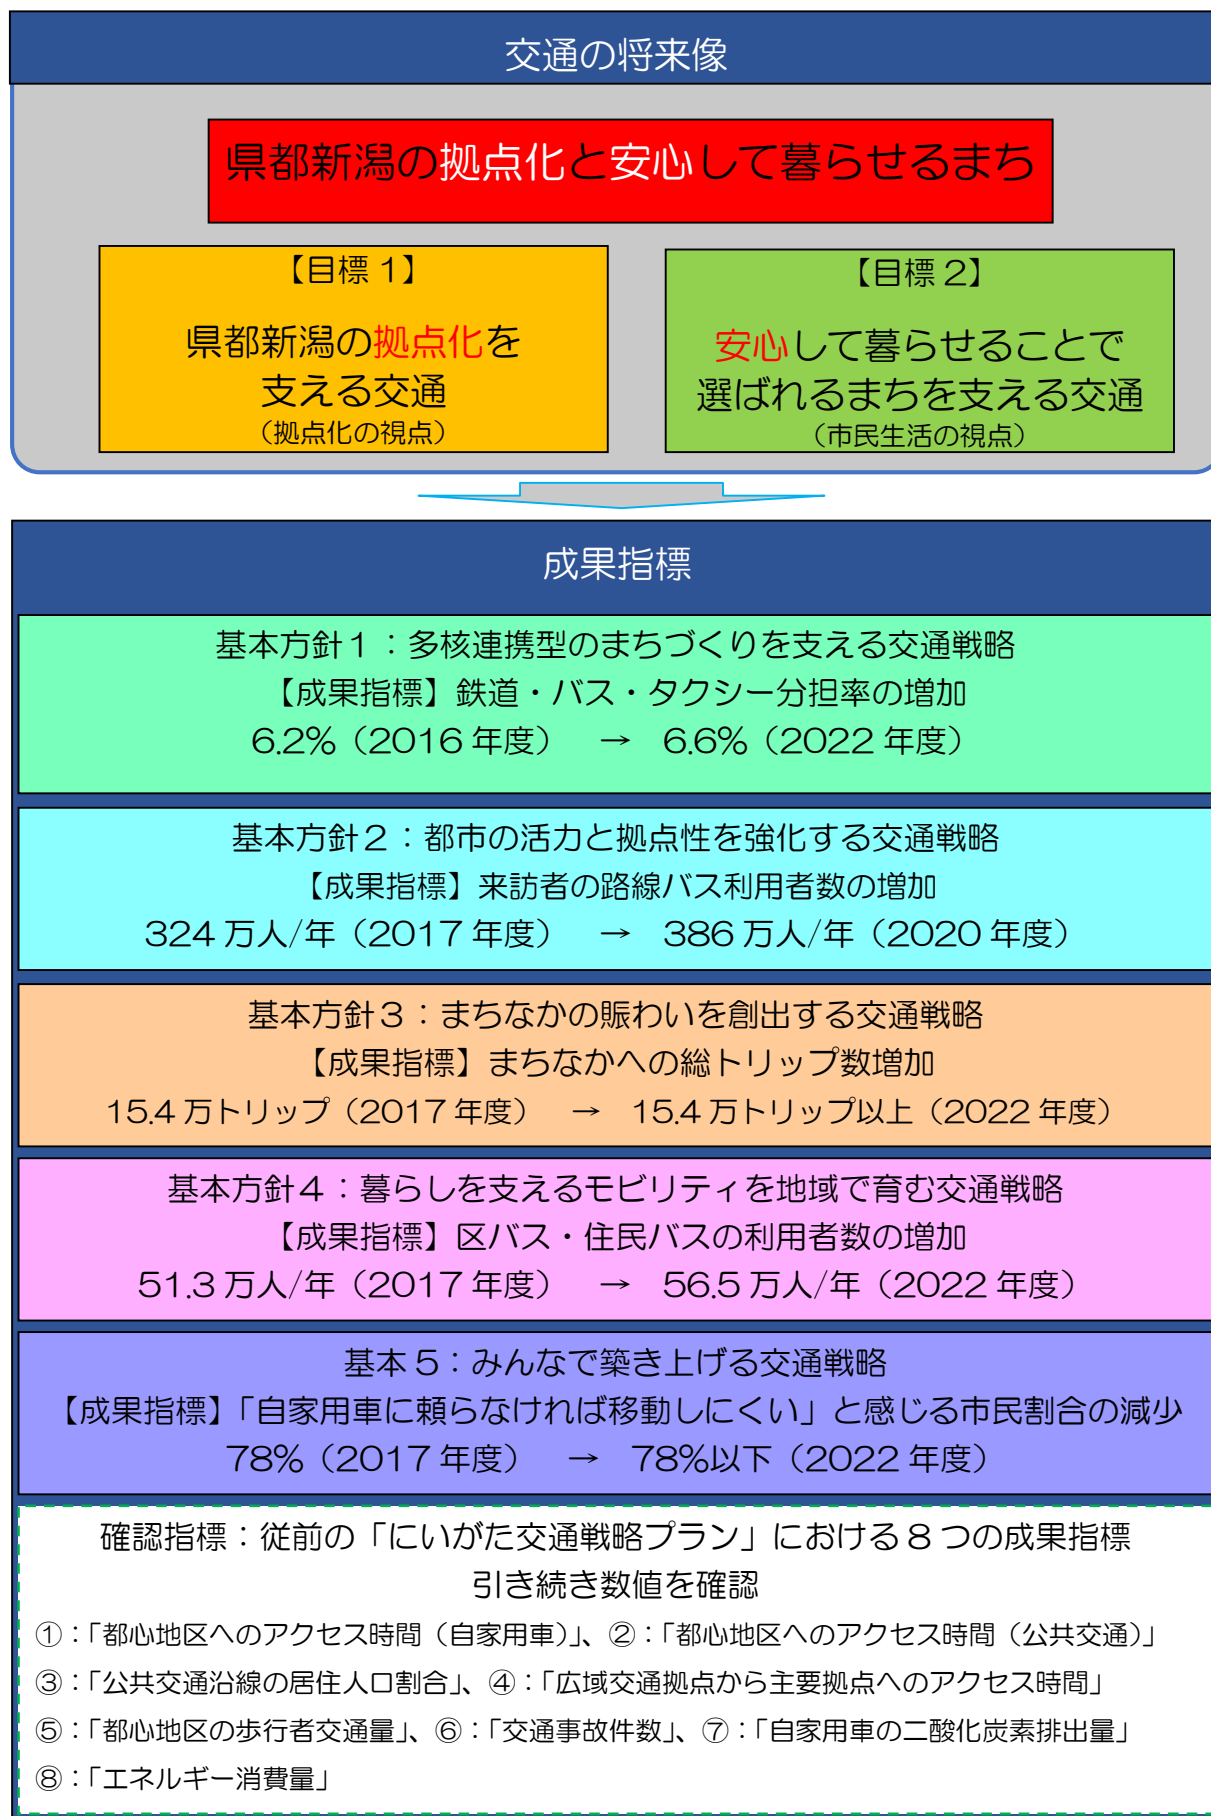 交通の将来像
県都新潟の拠点化と安心して暮らせるまち
【目標 1】
県都新潟の拠点化を
支える交通
（拠点化の視点）
【目標 2】
安心して暮らせることで
選ばれるまちを支える交通
（市民生活の視点）
成果指標
基本方針１：多核連携型のまちづくりを支える交通戦略
【成果指標】鉄道・バス・タクシー分担率の増加
6.2%（2016 年度）　→　6.6%（2022 年度）
基本方針２：都市の活力と拠点性を強化する交通戦略
【成果指標】来訪者の路線バス利用者数の増加
324 万人/年（2017 年度）　→　386 万人/年（2020 年度）
基本方針３：まちなかの賑わいを創出する交通戦略
【成果指標】まちなかへの総トリップ数増加
15.4 万トリップ（2017 年度）　→　15.4 万トリップ以上（2022 年度）
基本方針４：暮らしを支えるモビリティを地域で育む交通戦略
【成果指標】区バス・住民バスの利用者数の増加
51.3 万人/年（2017 年度）　→　56.5 万人/年（2022 年度）
基本 5：みんなで築き上げる交通戦略
【成果指標】「自家用車に頼らなければ移動しにくい」と感じる市民割合の減少
78%（2017 年度）　→　78%以下（2022 年度）
確認指標：従前の「にいがた交通戦略プラン」における 8 つの成果指標
引き続き数値を確認
①：「都心地区へのアクセス時間（自家用車）」、②：「都心地区へのアクセス時間（公共交通）」
③：「公共交通沿線の居住人口割合」、④：「広域交通拠点から主要拠点へのアクセス時間」
⑤：「都心地区の歩行者交通量」、⑥：「交通事故件数」、⑦：「自家用車の二酸化炭素排出量」
⑧：「エネルギー消費量」